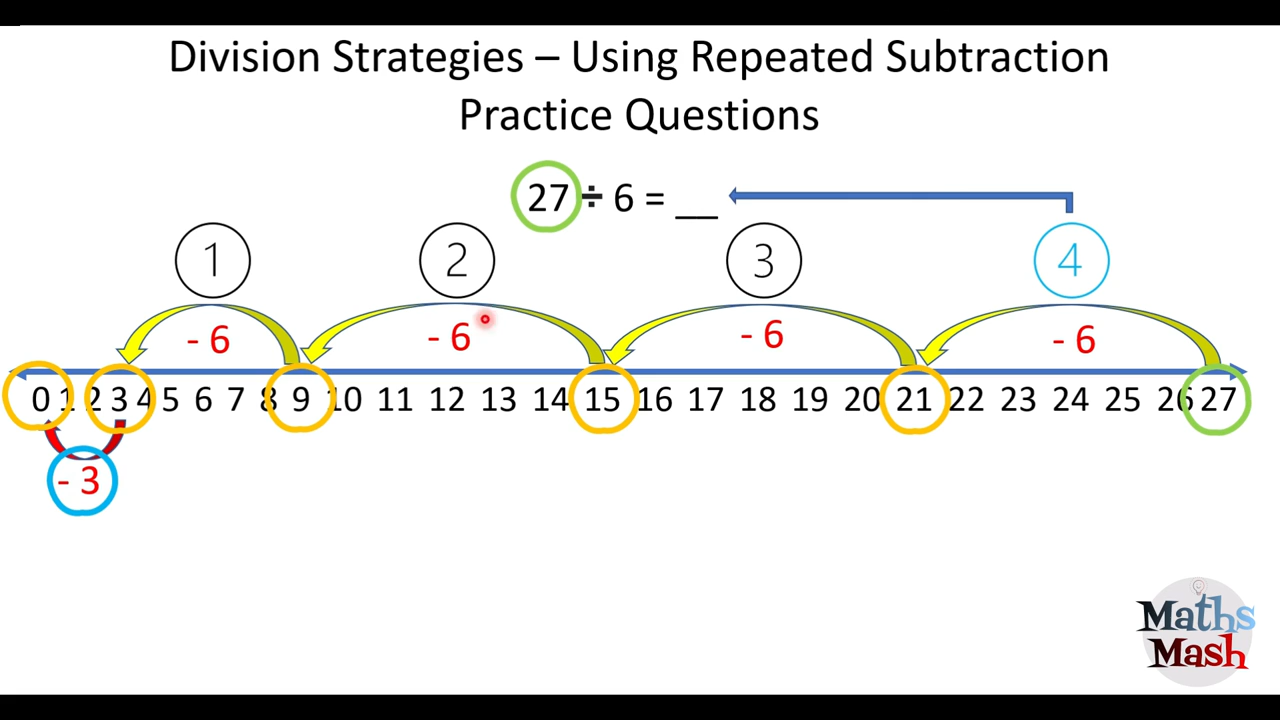 Division Strategies – Using Repeated Subtraction
Practice Questions
27 ÷ 6 = __
1 2 3 4
- 6 - 6 - 6 - 6
0 1 2 3 4 5 6 7 8 9 10 11 12 13 14 15 16 17 18 19 20 21 22 23 24 25 26 27
- 3
Maths
Mash